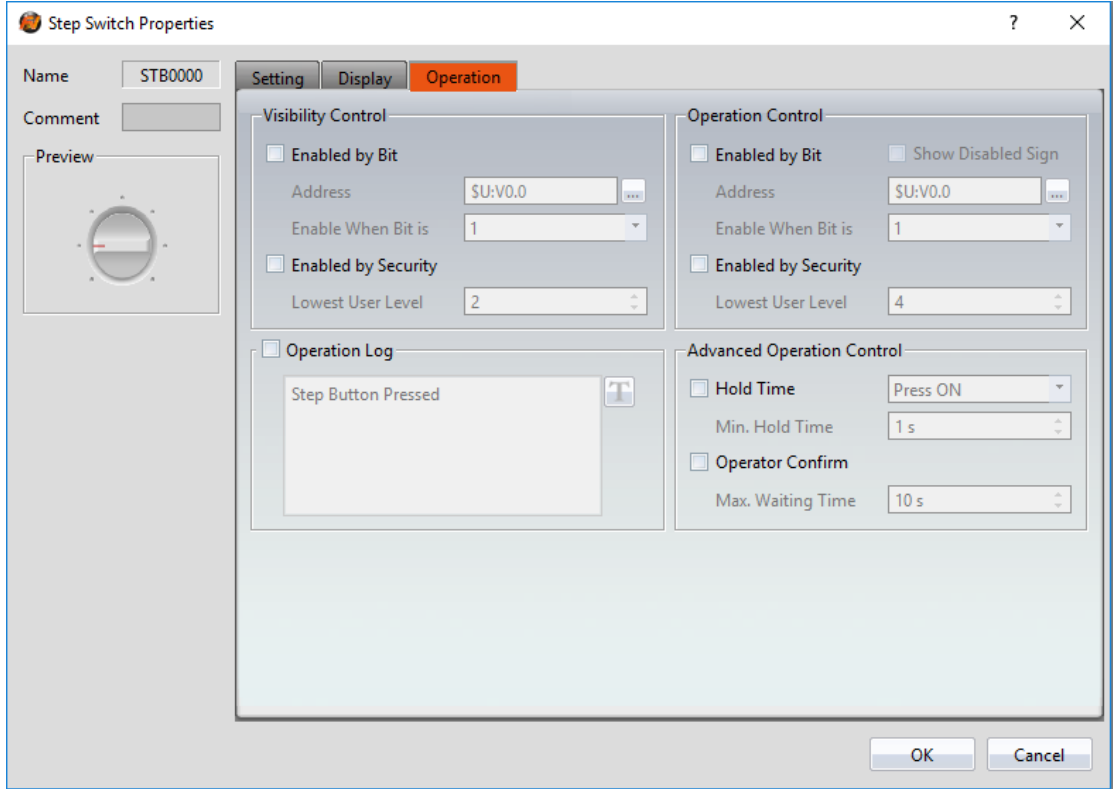 Step Switch Properties
?
Name STB0000
Comment
Preview
Setting Display Operation
Visibility Control
Enabled by Bit
Address $U:V0.0 ...
Enable When Bit is 1
Enabled by Security
Lowest User Level 2
Operation Control
Enabled by Bit Show Disabled Sign
Address $U:V0.0 ...
Enable When Bit is 1
Enabled by Security
Lowest User Level 4
Operation Log
Step Button Pressed T
Advanced Operation Control
Hold Time Press ON
Min. Hold Time 1 s
Operator Confirm
Max. Waiting Time 10 s
OK Cancel